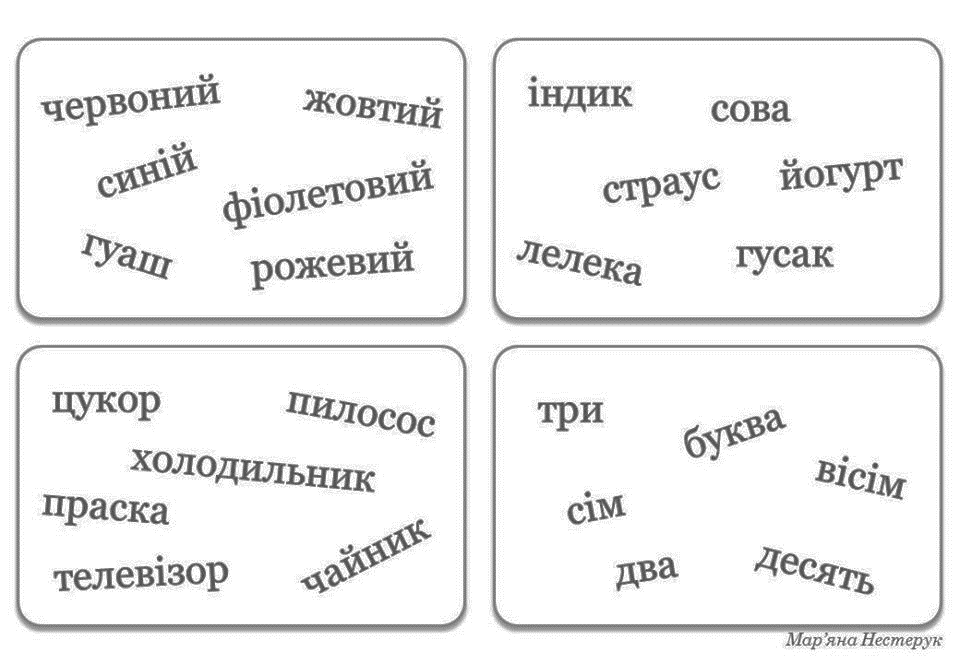 червоний
жовтий
синій
фіолетовий
гуаш
рожевий
індик
сова
страус
йогурт
лелека
гусак
цукор
пилосос
холодильник
праска
телевізор
чайник
три
буква
вісім
сім
два
десять
Мар’яна Нестерук